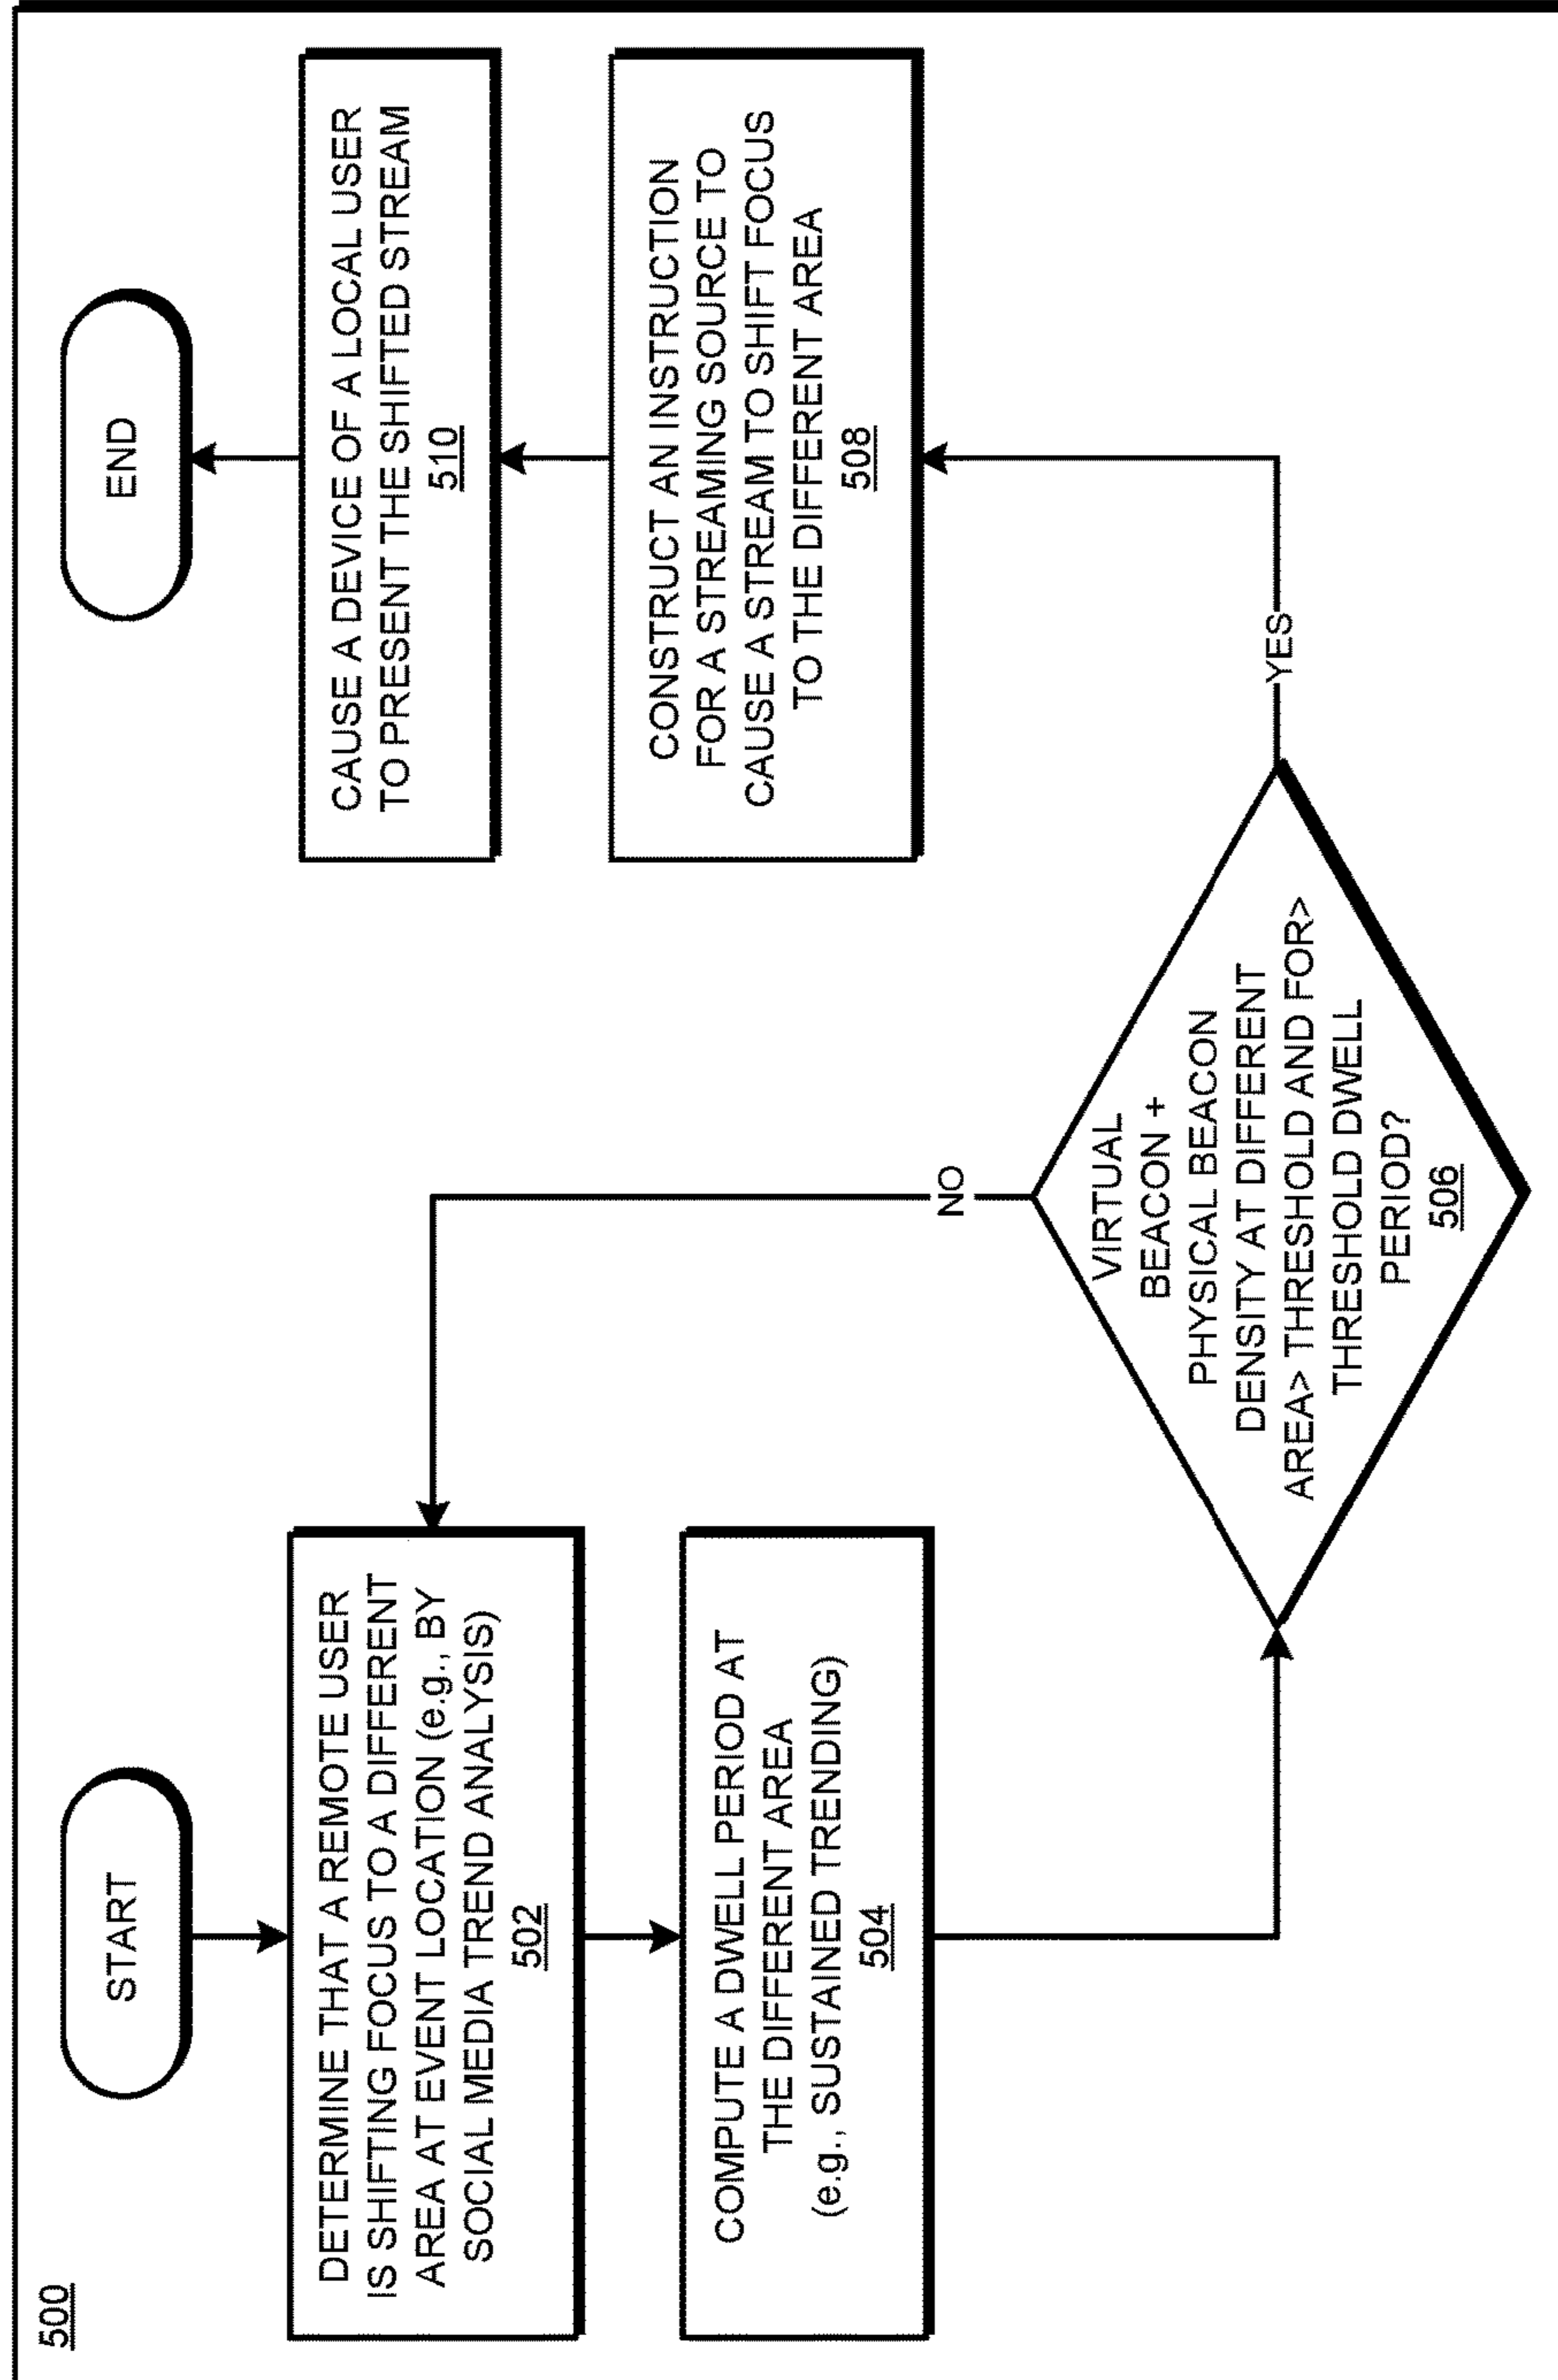 500
START
DETERMINE THAT A REMOTE USER
IS SHIFTING FOCUS TO A DIFFERENT
AREA AT EVENT LOCATION (e.g., BY
SOCIAL MEDIA TREND ANALYSIS)
502
COMPUTE A DWELL PERIOD AT
THE DIFFERENT AREA
(e.g., SUSTAINED TRENDING)
504
VIRTUAL
BEACON +
PHYSICAL BEACON
DENSITY AT DIFFERENT
AREA> THRESHOLD AND FOR>
THRESHOLD DWELL
PERIOD?
506
NO
YES
CONSTRUCT AN INSTRUCTION
FOR A STREAMING SOURCE TO
CAUSE A STREAM TO SHIFT FOCUS
TO THE DIFFERENT AREA
508
CAUSE A DEVICE OF A LOCAL USER
TO PRESENT THE SHIFTED STREAM
510
END